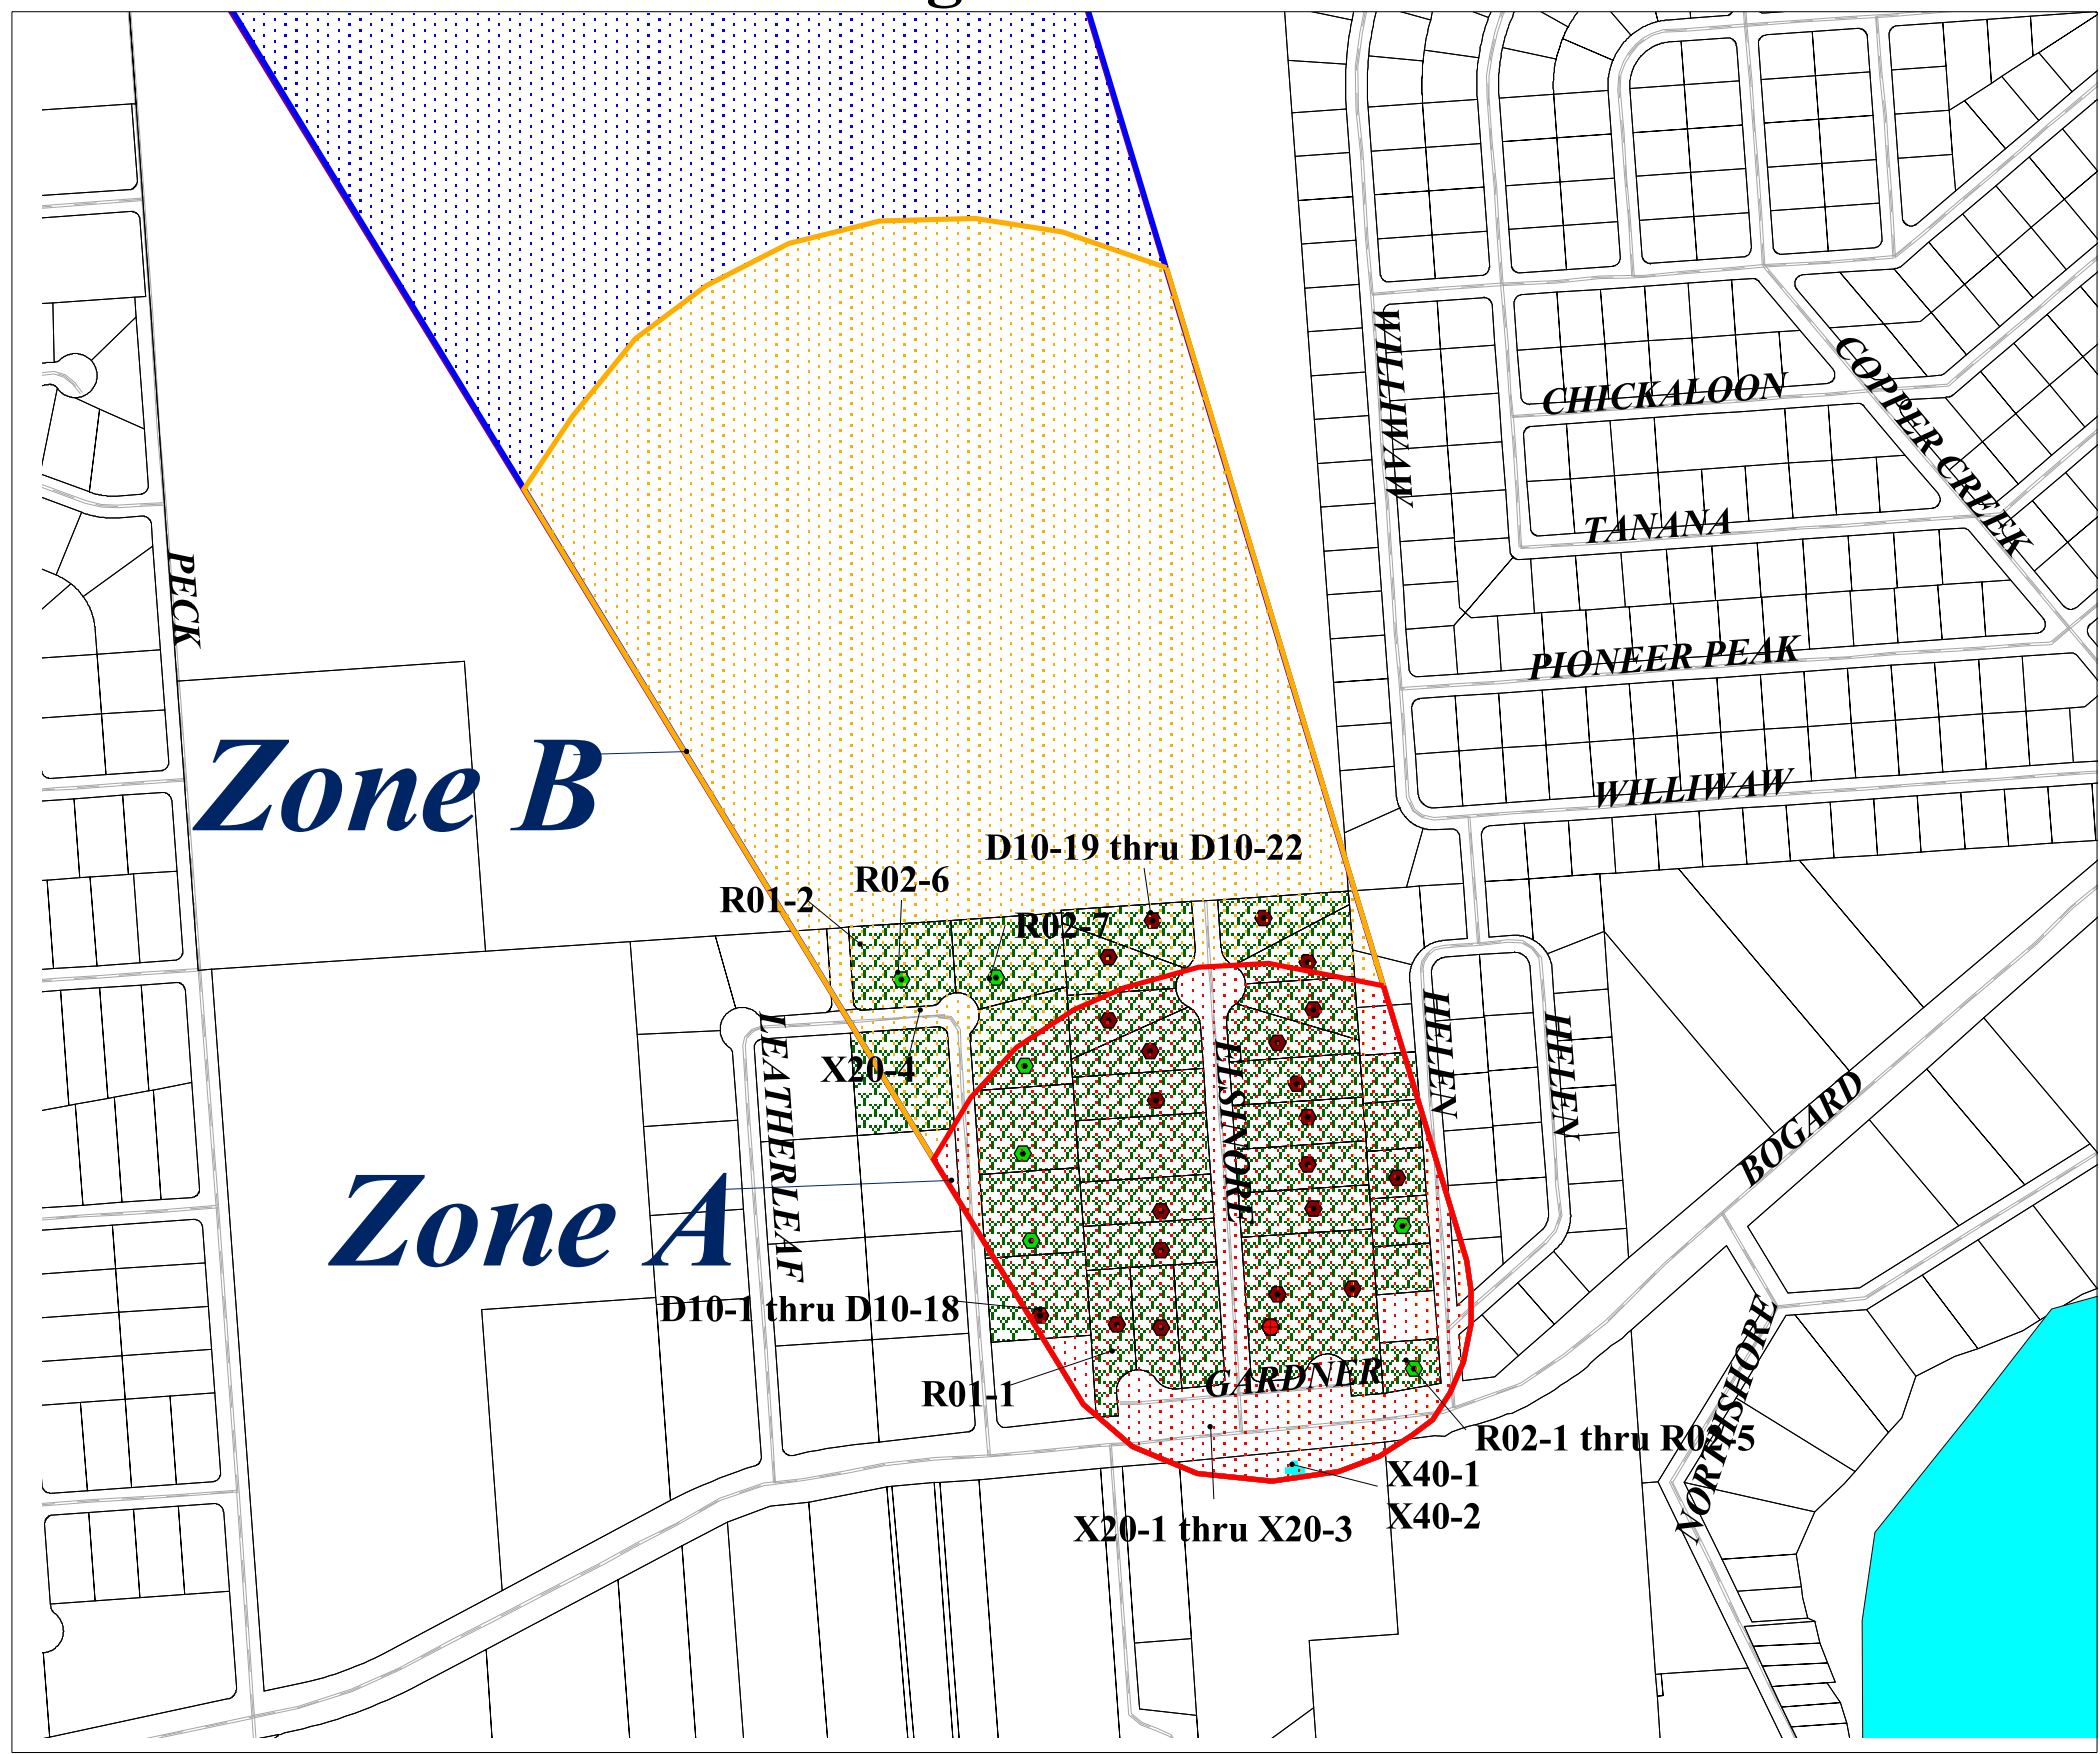 g
WILLIWAW
CHICKALOON
COPPER CREEK
TANANA
PECK
PIONEER PEAK
Zone B
WILLIWAW
D10-19 thru D10-22
R02-6
R01-2
R02-7
LEATHERLEAF
X20-4
ELSINORE
HELEN
HELEN
BOGARD
Zone A
D10-1 thru D10-18
NORTHSHORE
R01-1
GARDNER
R02-1 thru R02-5
X40-1
X20-1 thru X20-3
X40-2